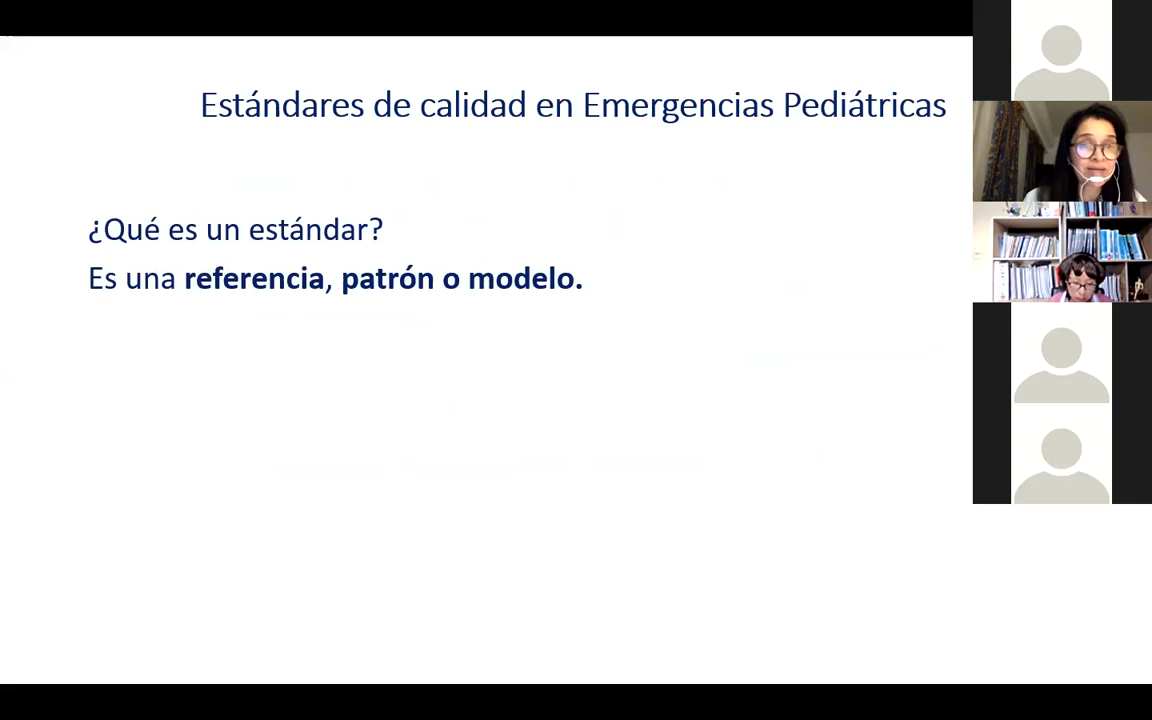 Estándares de calidad en Emergencias Pediátricas
¿Qué es un estándar?
Es una referencia, patrón o modelo.